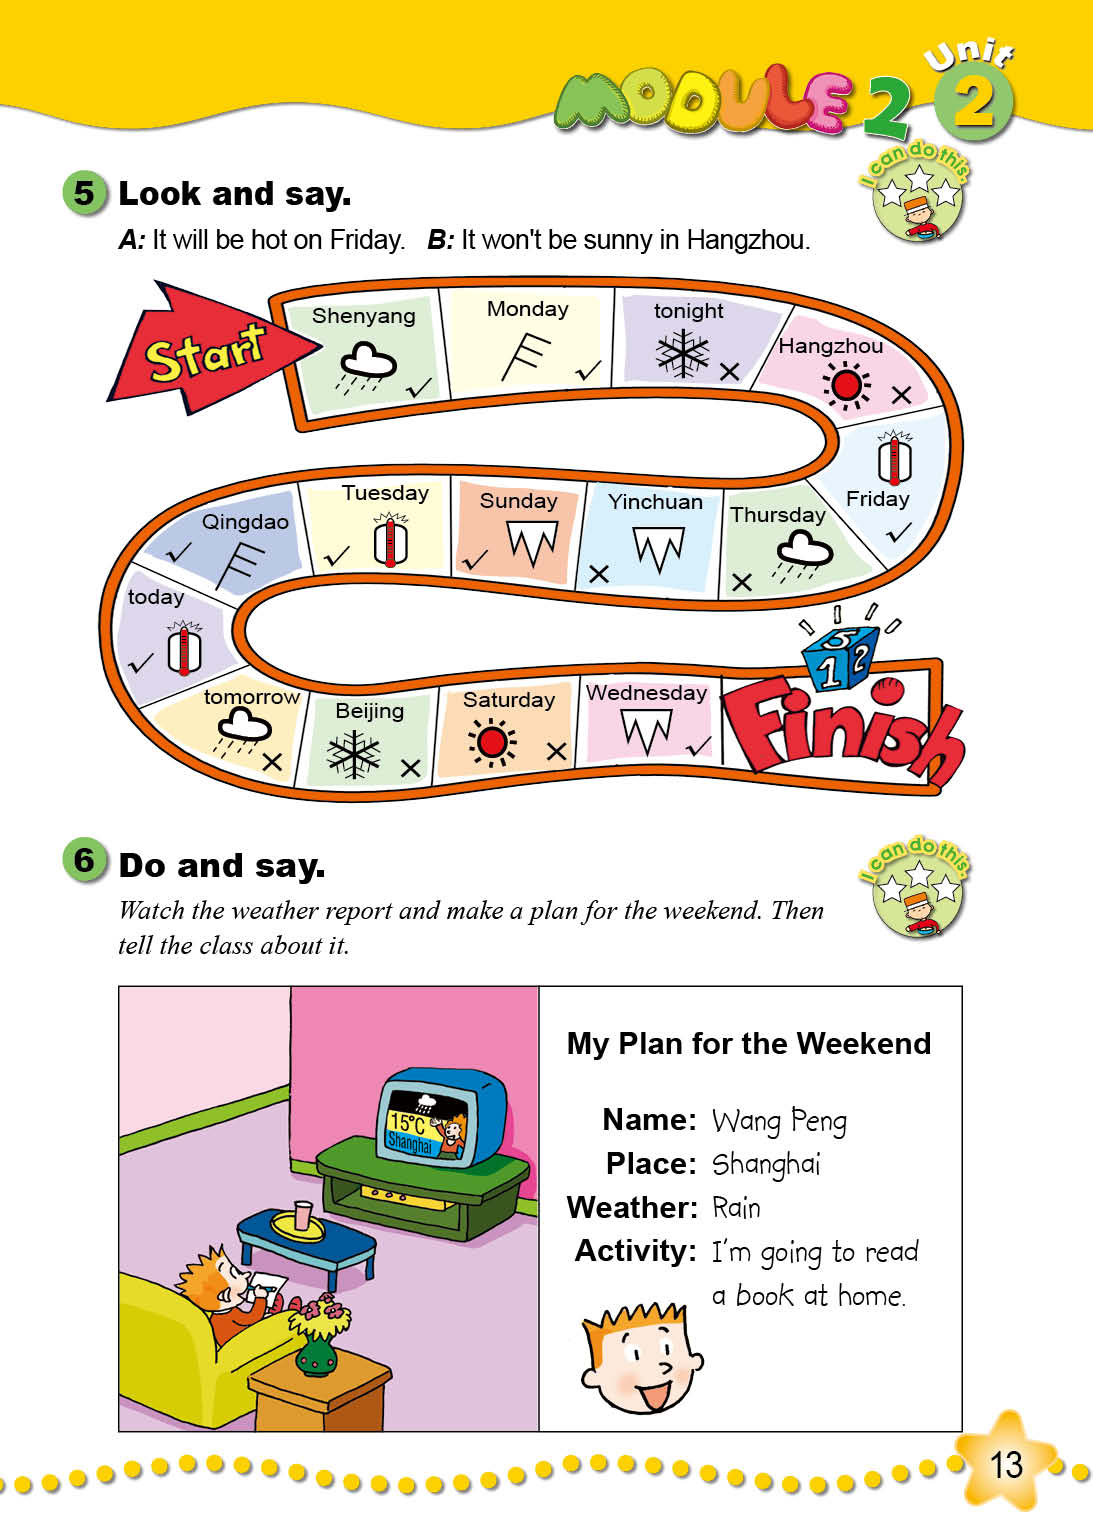 MODULE 2 Unit 2
I can do this.
5 Look and say.
A: It will be hot on Friday. B: It won't be sunny in Hangzhou.
Start
Shenyang
Monday
tonight
Hangzhou
Friday
Thursday
Yinchuan
Sunday
Tuesday
Qingdao
today
tomorrow
Beijing
Saturday
Wednesday
5
1 2
Finish
6 Do and say.
I can do this.
Watch the weather report and make a plan for the weekend. Then
tell the class about it.
15°C
Shanghai
My Plan for the Weekend
Name: Wang Peng
Place: Shanghai
Weather: Rain
Activity: I'm going to read
a book at home.
13